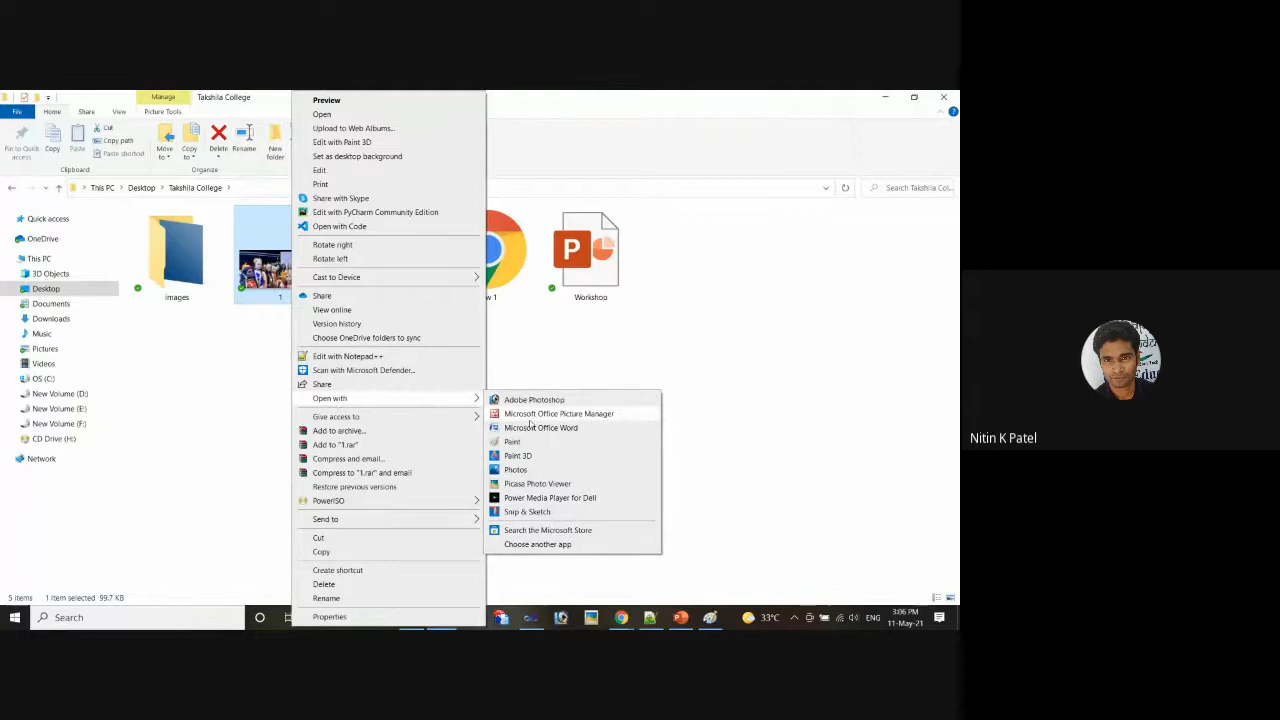 Manage
Takshila College
File
Home
Share
View
Picture Tools
Pin to Quick access
Copy
Paste
Cut
Copy path
Paste shortcut
Move to
Copy to
Delete
Rename
New folder
Clipboard
Organize
This PC
Desktop
Takshila College
Search Takshila Col...
Quick access
OneDrive
This PC
3D Objects
Desktop
Documents
Downloads
Music
Pictures
Videos
OS (C:)
New Volume (D:)
New Volume (E:)
New Volume (F:)
CD Drive (H:)
Network
images
1
w 1
Workshop
Preview
Open
Upload to Web Albums...
Edit with Paint 3D
Set as desktop background
Edit
Print
Share with Skype
Edit with PyCharm Community Edition
Open with Code
Rotate right
Rotate left
Cast to Device
Share
View online
Version history
Choose OneDrive folders to sync
Edit with Notepad++
Scan with Microsoft Defender...
Share
Open with
Give access to
Add to archive...
Add to "1.rar"
Compress and email...
Compress to "1.rar" and email
Restore previous versions
PowerISO
Send to
Cut
Copy
Create shortcut
Delete
Rename
Properties
Adobe Photoshop
Microsoft Office Picture Manager
Microsoft Office Word
Paint
Paint 3D
Photos
Picasa Photo Viewer
Power Media Player for Dell
Snip & Sketch
Search the Microsoft Store
Choose another app
5 items
1 item selected 99.7 KB
Search
33°C
ENG
3:06 PM
11-May-21
Nitin K Patel